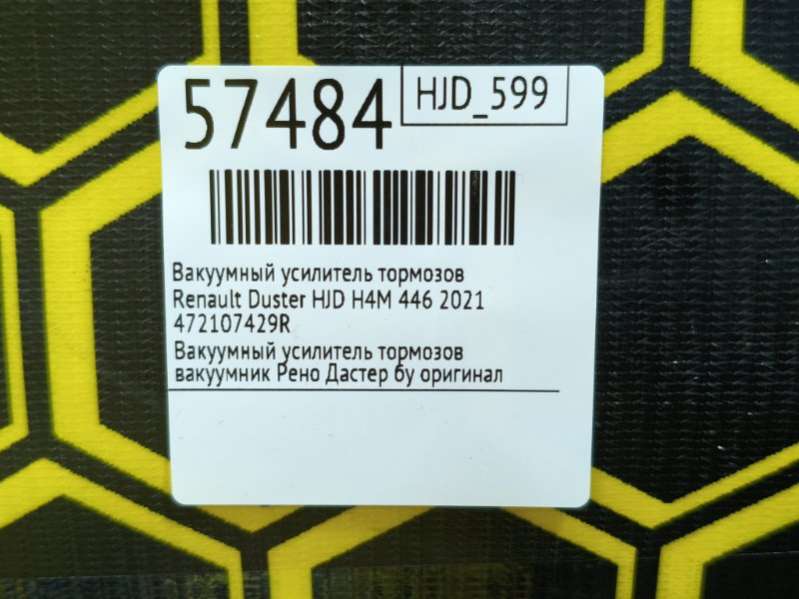 57484
HJD_599
Вакуумный усилитель тормозов
Renault Duster HJD H4M 446 2021
472107429R
Вакуумный усилитель тормозов
вакуумник Рено Дастер бу оригинал